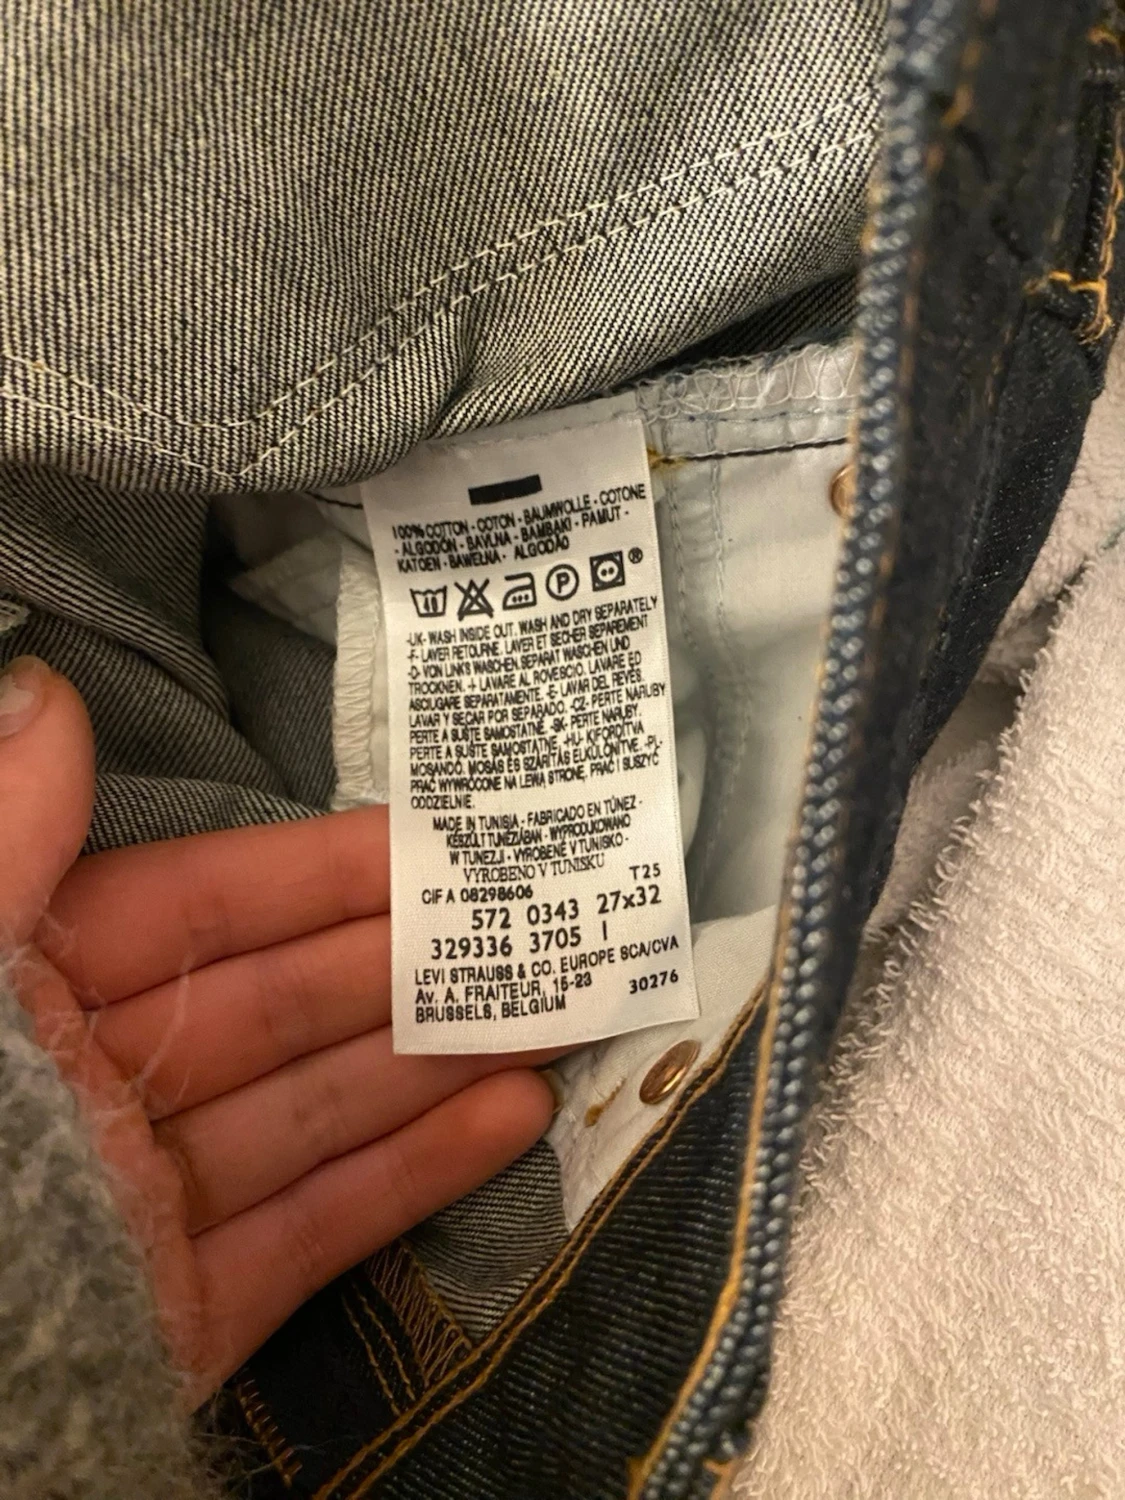 100% COTTON - COTON - BAUMWOLLE - COTONE
- ALGODÓN - BAVLNA - BAMBAKI - PAMUT -
KATOEN - BAWEŁNA - ALGODÃO
P ®
-UK- WASH INSIDE OUT. WASH AND DRY SEPARATELY
-F- LAVER RETOURNE. LAVER ET SECHER SEPAREMENT
-D- VON LINKS WASCHEN. SEPARAT WASCHEN UND
TROCKNEN. -I- LAVARE AL ROVESCIO. LAVARE ED
ASCIUGARE SEPARATAMENTE. -E- LAVAR DEL REVÉS.
LAVAR Y SECAR POR SEPARADO. -CZ- PERTE NARUBY
PERTE A SUŠTE SAMOSTATNĚ. -SK- PERTE NARUBY.
PERTE A SUŠTE SAMOSTATNE. -HU- KIFORDÍTVA
MOSANDÓ. MOSÁS ÉS SZÁRÍTÁS ELKÜLÖNÍTVE. -PL-
PRAĆ WYWRÓCONE NA LEWĄ STRONĘ, PRAĆ I SUSZYĆ
ODDZIELNIE.
MADE IN TUNISIA - FABRICADO EN TÚNEZ -
KÉSZÜLT TUNÉZIÁBAN - WYPRODUKOWANO
W TUNEZJI - VYROBENÉ V TUNISKO -
VYROBENO V TUNISKU
T25
CIF A 08298606
572 0343 27x32
329336 3705 I
LEVI STRAUSS & CO. EUROPE SCA/CVA
Av. A. FRAITEUR, 15-23 30276
BRUSSELS, BELGIUM